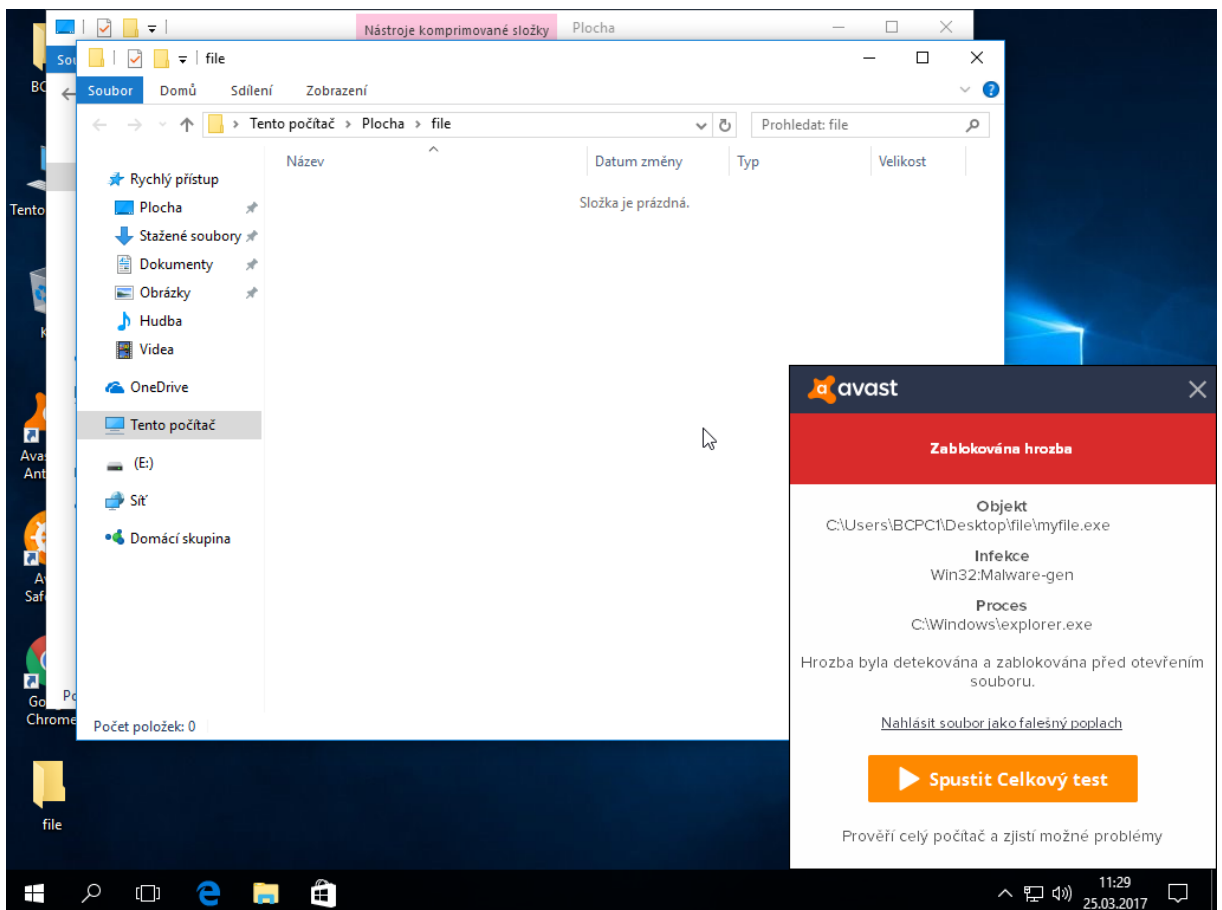 Nástroje komprimované složky Plocha
file
Soubor Domů Sdílení Zobrazení
Tento počítač Plocha file
Prohledat: file
Název Datum změny Typ Velikost
Složka je prázdná.
Rychlý přístup
Plocha
Stažené soubory
Dokumenty
Obrázky
Hudba
Videa
OneDrive
Tento počítač
(E:)
Síť
Domácí skupina
Počet položek: 0
Tento
Chrome
file
avast
Zablokována hrozba
Objekt
C:\Users\BCPC1\Desktop\file\myfile.exe
Infekce
Win32:Malware-gen
Proces
C:\Windows\explorer.exe
Hrozba byla detekována a zablokována před otevřením
souboru.
Nahlásit soubor jako falešný poplach
Spustit Celkový test
Prověří celý počítač a zjistí možné problémy
11:29
25.03.2017